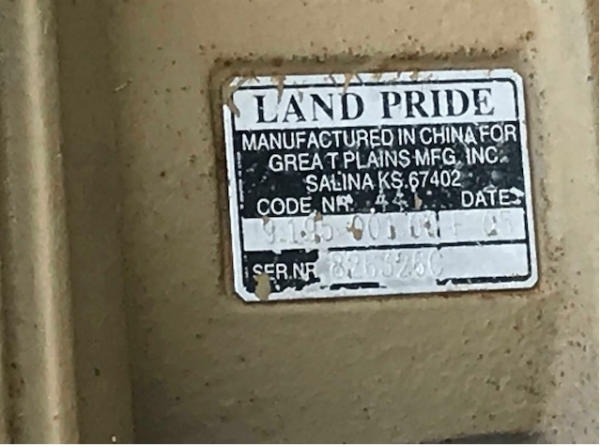 LAND PRIDE
MANUFACTURED IN CHINA FOR
GREAT PLAINS MFG. INC.
SALINA KS.67402
CODE NR. DATE
SER.NR